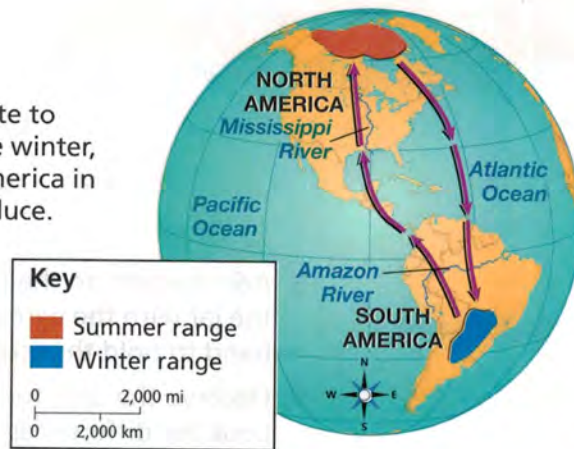 te to
e winter,
merica in
luce.
NORTH
AMERICA
Mississippi
River
Atlantic
Ocean
Pacific
Ocean
Amazon
River
SOUTH
AMERICA
N
W E
S
Key
Summer range
Winter range
0 2,000 mi
0 2,000 km